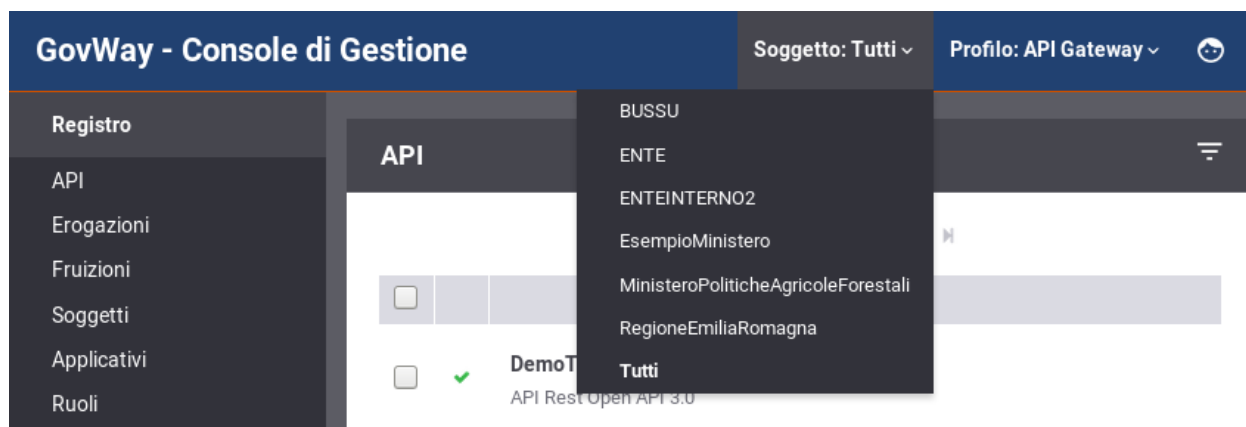 GovWay - Console di Gestione
Soggetto: Tutti
Profilo: API Gateway
Registro
API
Erogazioni
Fruizioni
Soggetti
Applicativi
Ruoli
API
BUSSU
ENTE
ENTEINTERNO2
EsempioMinistero
MinisteroPoliticheAgricoleForestali
RegioneEmiliaRomagna
Tutti
DemoT
API Rest Open API 3.0